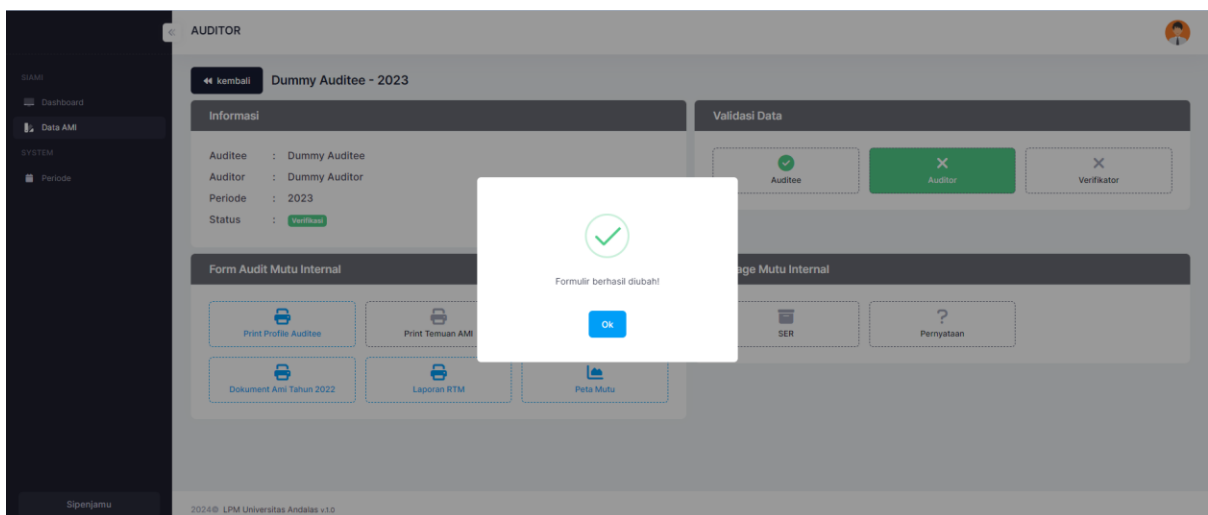 AUDITOR
SIAMI
Dashboard
Data AMI
SYSTEM
Periode
Sipenjamu
kembali
Dummy Auditee - 2023
Informasi
Auditee : Dummy Auditee
Auditor : Dummy Auditor
Periode : 2023
Status : Verifikasi
Validasi Data
Auditee
Auditor
Verifikator
Form Audit Mutu Internal
Print Profile Auditee
Print Temuan AMI
Dokument Ami Tahun 2022
Laporan RTM
Peta Mutu
age Mutu Internal
SER
Pernyataan
Formulir berhasil diubah!
Ok
2024© LPM Universitas Andalas v.1.0